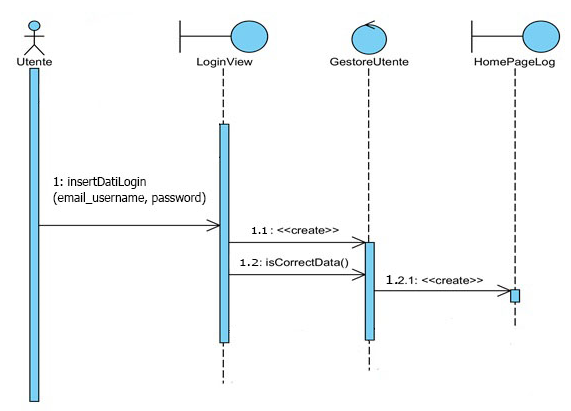 Utente
LoginView
GestoreUtente
HomePageLog
1: insertDatiLogin
(email_username, password)
1.1 : <<create>>
1.2: isCorrectData()
1.2.1: <<create>>